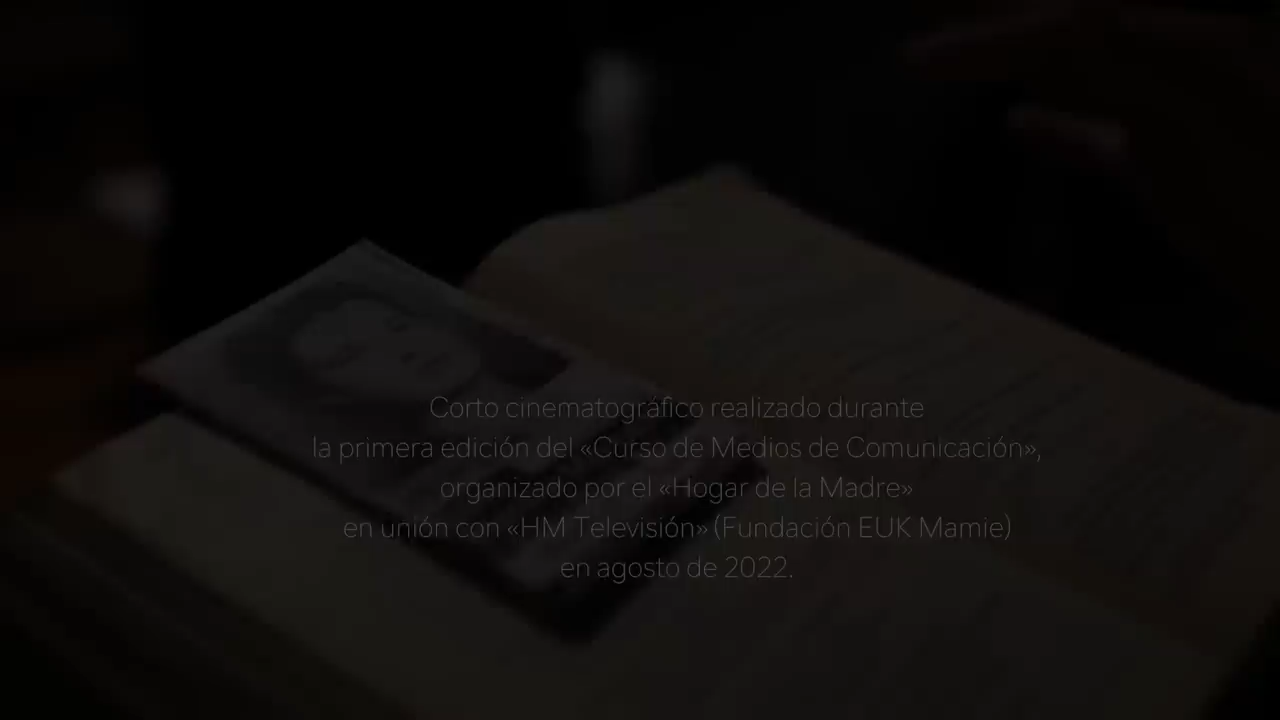 Corto cinematográfico realizado durante
la primera edición del «Curso de Medios de Comunicación»,
organizado por el «Hogar de la Madre»
en unión con «HM Televisión» (Fundación EUK Mamie)
en agosto de 2022.